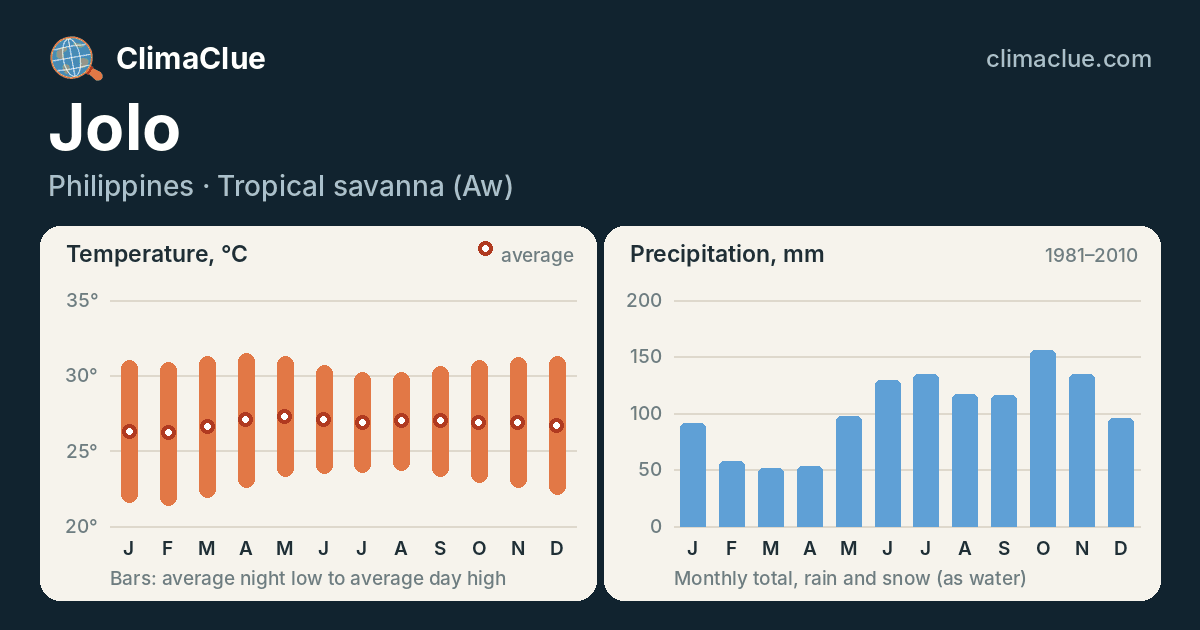 ClimaClue
climaclue.com
Jolo
Philippines · Tropical savanna (Aw)
Temperature, °C
average
35°
30°
25°
20°
J F M A M J J A S O N D
Bars: average night low to average day high
Precipitation, mm
1981–2010
200
150
100
50
0
J F M A M J J A S O N D
Monthly total, rain and snow (as water)